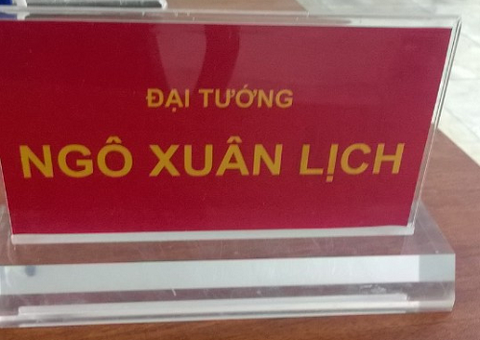 ĐẠI TƯỚNG
NGÔ XUÂN LỊCH